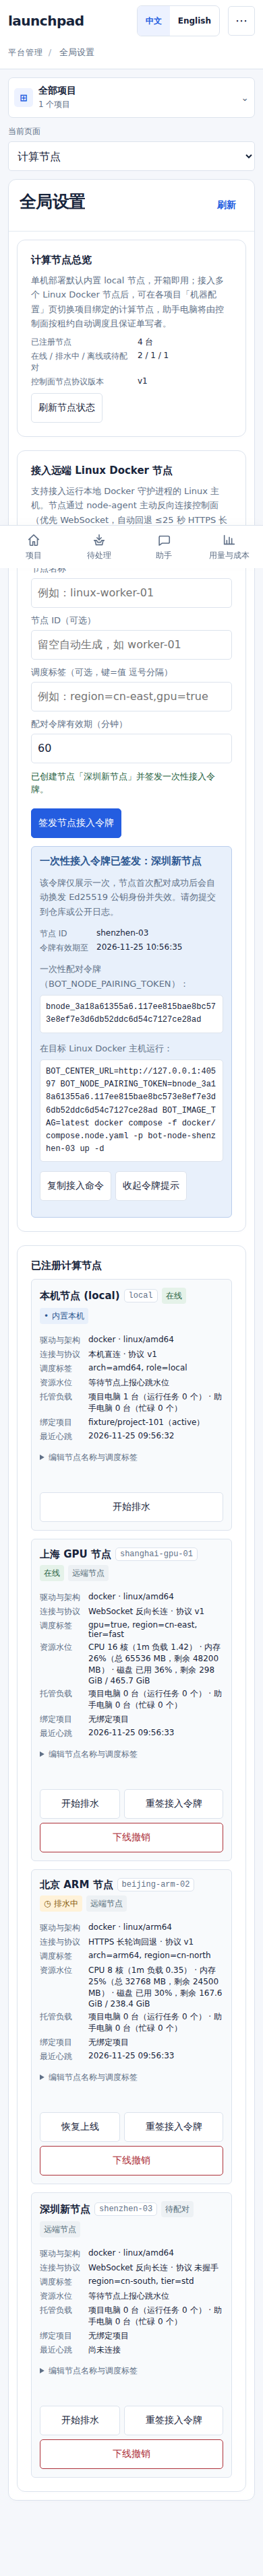 launchpad
中文
English
···
平台管理 / 全局设置
全部项目
1 个项目
当前页面
计算节点
全局设置
刷新
计算节点总览
单机部署默认内置 local 节点，开箱即用；接入多
个 Linux Docker 节点后，可在各项目「机器配
置」页切换项目绑定的计算节点，助手电脑将由控
制面按租约自动调度且保证单写者。
已注册节点 4 台
在线 / 排水中 / 离线或待配 2 / 1 / 1
对
控制面节点协议版本 v1
刷新节点状态
接入远端 Linux Docker 节点
支持接入运行本地 Docker 守护进程的 Linux 主
机。节点通过 node-agent 主动反向连接控制面
（优先 WebSocket，自动回退 ≤25 秒 HTTPS 长
项目
待处理
助手
用量与成本
节点名称
例如：linux-worker-01
节点 ID（可选）
留空自动生成，如 worker-01
调度标签（可选，键=值 逗号分隔）
例如：region=cn-east,gpu=true
配对令牌有效期（分钟）
60
已创建节点「深圳新节点」并签发一次性接入令
牌。
签发节点接入令牌
一次性接入令牌已签发：深圳新节点
该令牌仅展示一次，节点首次配对成功后会自
动换发 Ed25519 公钥身份并失效。请勿提交
到仓库或公开日志。
节点 ID shenzhen-03
令牌有效期至 2026-11-25 10:56:35
一次性配对令牌
（BOT_NODE_PAIRING_TOKEN）：
bnode_3a18a61355a6.117ee815bae8bc57
3e8ef7e3d6db52ddc6d54c7127ce28ad
在目标 Linux Docker 主机运行：
BOT_CENTER_URL=http://127.0.0.1:405
97 BOT_NODE_PAIRING_TOKEN=bnode_3a1
8a61355a6.117ee815bae8bc573e8ef7e3d
6db52ddc6d54c7127ce28ad BOT_IMAGE_T
AG=latest docker compose -f docker/
compose.node.yaml -p bot-node-shenz
hen-03 up -d
复制接入命令
收起令牌提示
已注册计算节点
本机节点 (local) local 在线
• 内置本机
驱动与架构 docker · linux/amd64
连接与协议 本机直连 · 协议 v1
调度标签 arch=amd64, role=local
资源水位 等待节点上报心跳水位
托管负载 项目电脑 1 台（运行任务 0 个） · 助
手电脑 0 台（忙碌 0 个）
绑定项目 fixture/project-101（active）
最近心跳 2026-11-25 09:56:32
▶ 编辑节点名称与调度标签
开始排水
上海 GPU 节点 shanghai-gpu-01
在线 远端节点
驱动与架构 docker · linux/amd64
连接与协议 WebSocket 反向长连 · 协议 v1
调度标签 gpu=true, region=cn-east,
tier=fast
资源水位 CPU 16 核（1m 负载 1.42） · 内存
26%（总 65536 MB，剩余 48200
MB） · 磁盘 已用 36%，剩余 298
GiB / 465.7 GiB
托管负载 项目电脑 0 台（运行任务 0 个） · 助
手电脑 0 台（忙碌 0 个）
绑定项目 无绑定项目
最近心跳 2026-11-25 09:56:33
▶ 编辑节点名称与调度标签
开始排水
重签接入令牌
下线撤销
北京 ARM 节点 beijing-arm-02
排水中 远端节点
驱动与架构 docker · linux/arm64
连接与协议 HTTPS 长轮询回退 · 协议 v1
调度标签 arch=arm64, region=cn-north
资源水位 CPU 8 核（1m 负载 0.35） · 内存
25%（总 32768 MB，剩余 24500
MB） · 磁盘 已用 30%，剩余 167.6
GiB / 238.4 GiB
托管负载 项目电脑 0 台（运行任务 0 个） · 助
手电脑 0 台（忙碌 0 个）
绑定项目 无绑定项目
最近心跳 2026-11-25 09:56:33
▶ 编辑节点名称与调度标签
恢复上线
重签接入令牌
下线撤销
深圳新节点 shenzhen-03 待配对
远端节点
驱动与架构 docker · linux/amd64
连接与协议 WebSocket 反向长连 · 协议 未握手
调度标签 region=cn-south, tier=std
资源水位 等待节点上报心跳水位
托管负载 项目电脑 0 台（运行任务 0 个） · 助
手电脑 0 台（忙碌 0 个）
绑定项目 无绑定项目
最近心跳 尚未连接
▶ 编辑节点名称与调度标签
开始排水
重签接入令牌
下线撤销